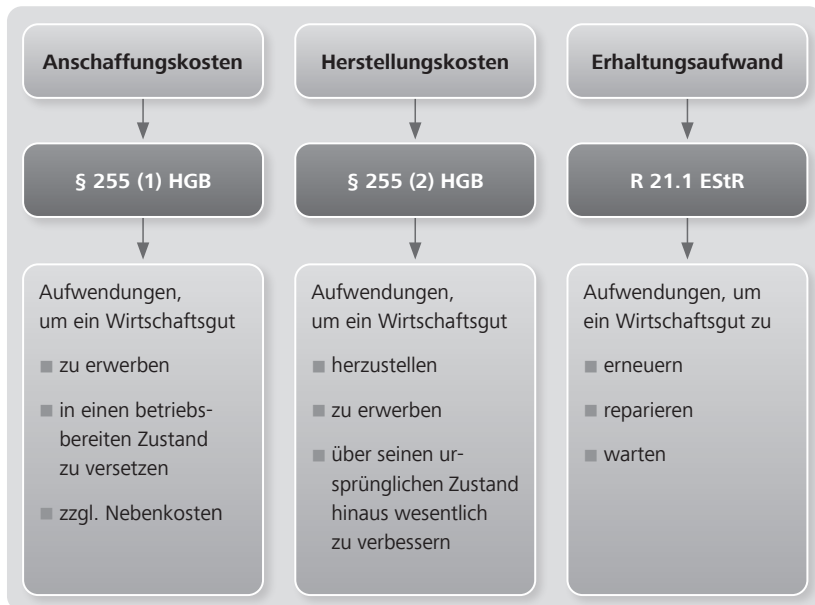 Anschaffungskosten
§ 255 (1) HGB
Aufwendungen,
um ein Wirtschaftsgut
zu erwerben
in einen betriebs-
bereiten Zustand
zu versetzen
zzgl. Nebenkosten
Herstellungskosten
§ 255 (2) HGB
Aufwendungen,
um ein Wirtschaftsgut
herzustellen
zu erwerben
über seinen ur-
sprünglichen Zustand
hinaus wesentlich
zu verbessern
Erhaltungsaufwand
R 21.1 EStR
Aufwendungen, um
ein Wirtschaftsgut zu
erneuern
reparieren
warten